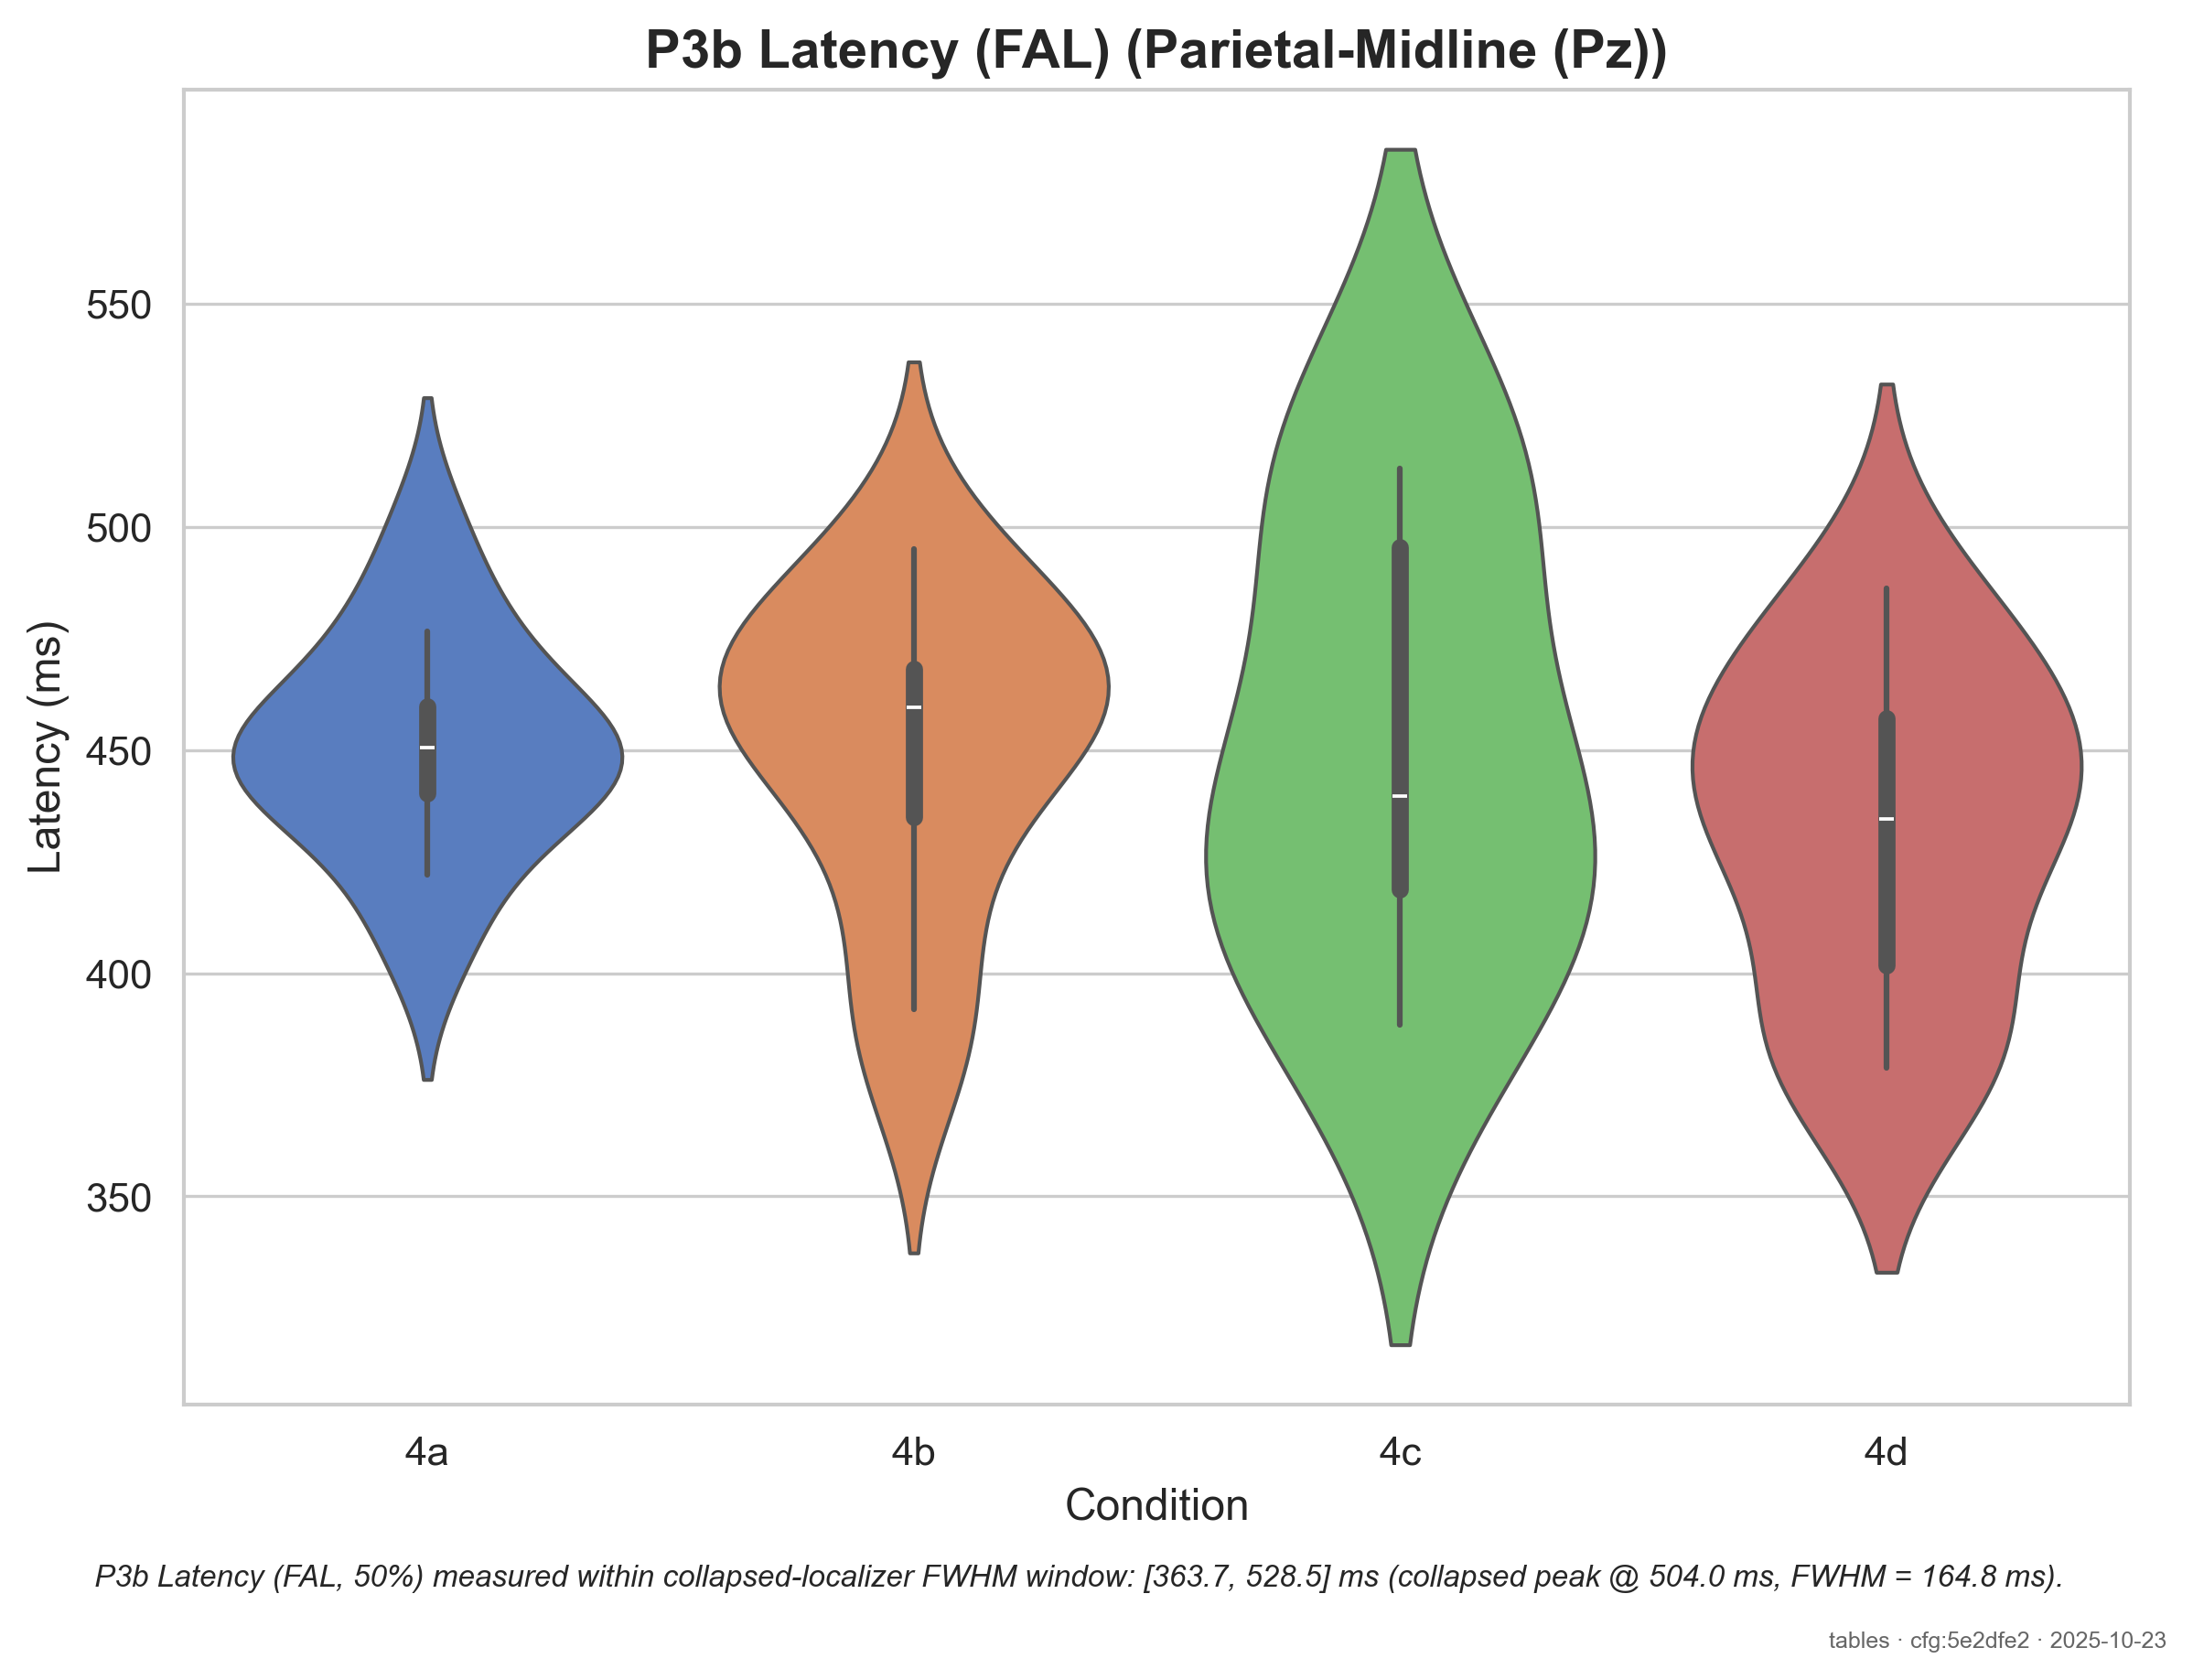 P3b Latency (FAL) (Parietal-Midline (Pz))
Latency (ms)
550
500
450
400
350
4a 4b 4c 4d
Condition
P3b Latency (FAL, 50%) measured within collapsed-localizer FWHM window: [363.7, 528.5] ms (collapsed peak @ 504.0 ms, FWHM = 164.8 ms).
tables · cfg:5e2dfe2 · 2025-10-23